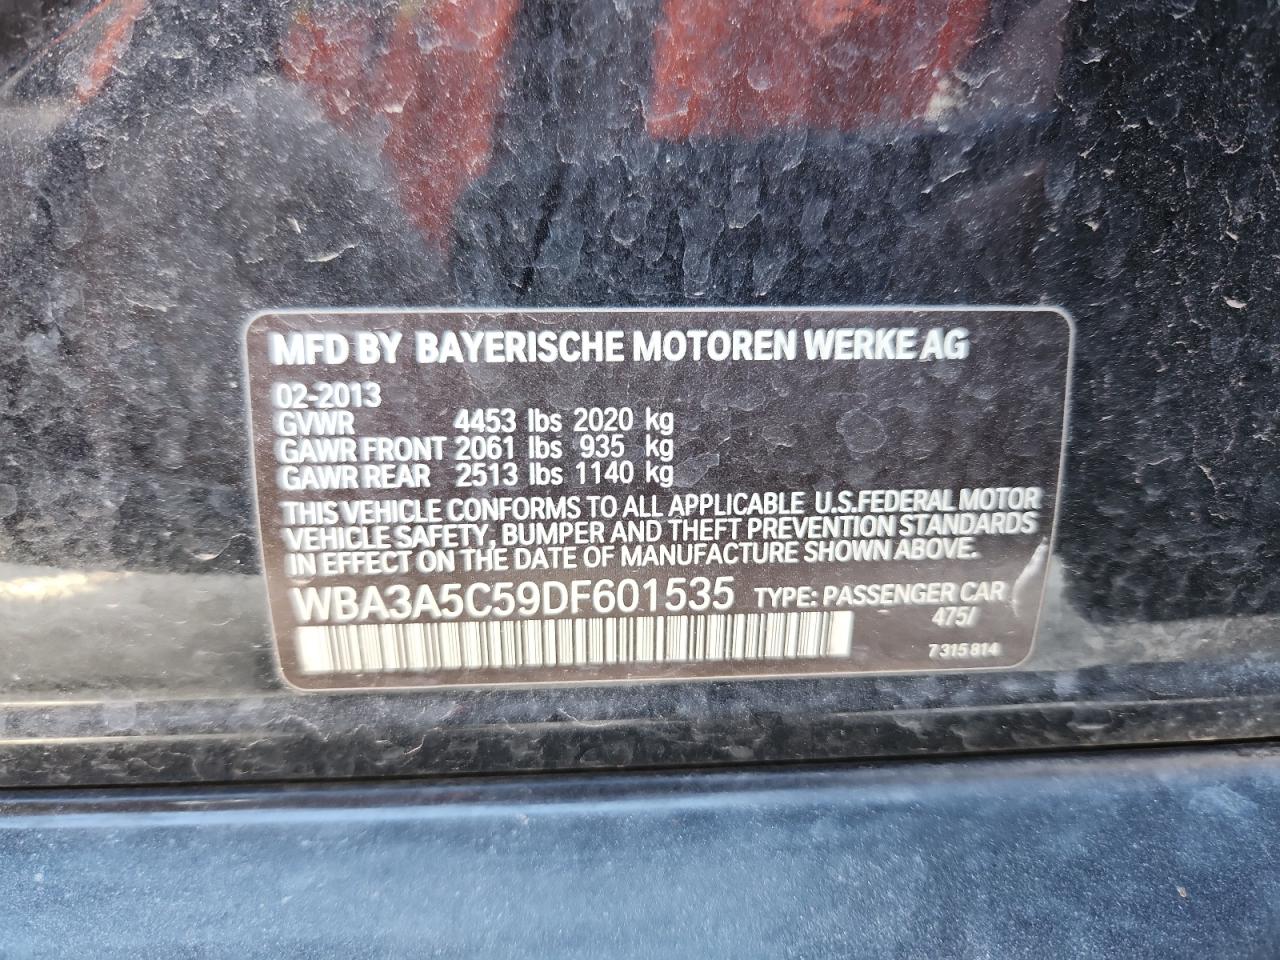 MFD BY BAYERISCHE MOTOREN WERKE AG
02-2013
GVWR 4453 lbs 2020 kg
GAWR FRONT 2061 lbs 935 kg
GAWR REAR 2513 lbs 1140 kg
THIS VEHICLE CONFORMS TO ALL APPLICABLE U.S.FEDERAL MOTOR
VEHICLE SAFETY, BUMPER AND THEFT PREVENTION STANDARDS
IN EFFECT ON THE DATE OF MANUFACTURE SHOWN ABOVE.
WBA3A5C59DF601535 TYPE: PASSENGER CAR
475/
7 315 814